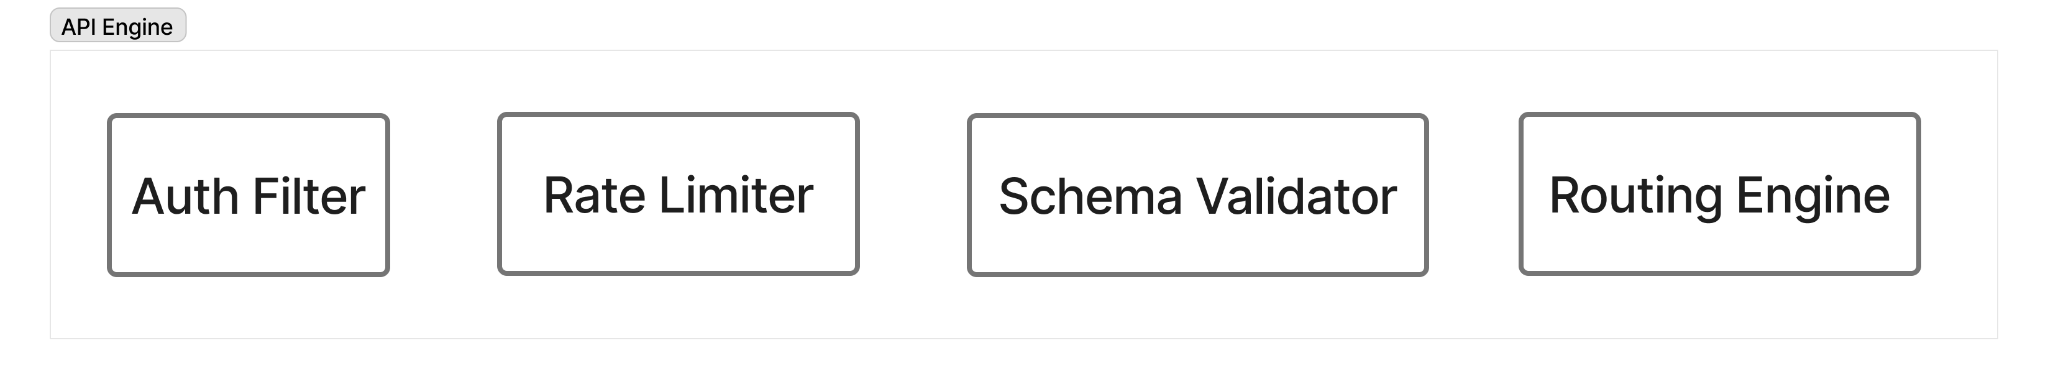 API Engine
Auth Filter
Rate Limiter
Schema Validator
Routing Engine